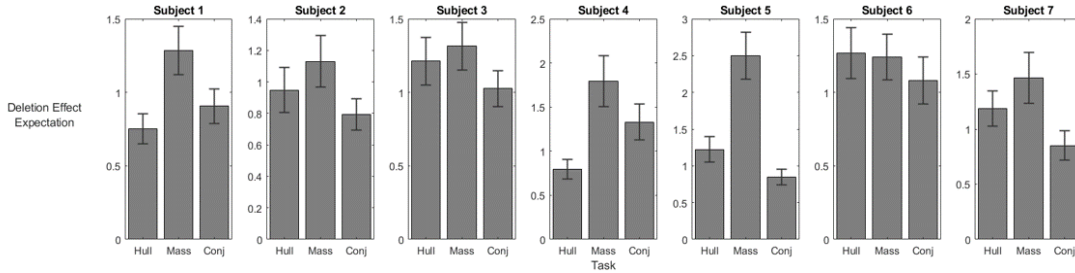 Subject 1
Subject 2
Subject 3
Subject 4
Subject 5
Subject 6
Subject 7
Deletion Effect
Expectation
1.5
1
0.5
0
Hull Mass Conj
1.4
1.2
1
0.8
0.6
0.4
0.2
0
Hull Mass Conj
1.5
1
0.5
0
Hull Mass Conj
2.5
2
1.5
1
0.5
0
Hull Mass Conj
3
2.5
2
1.5
1
0.5
0
Hull Mass Conj
1.5
1
0.5
0
Hull Mass Conj
2
1.5
1
0.5
0
Hull Mass Conj
Task